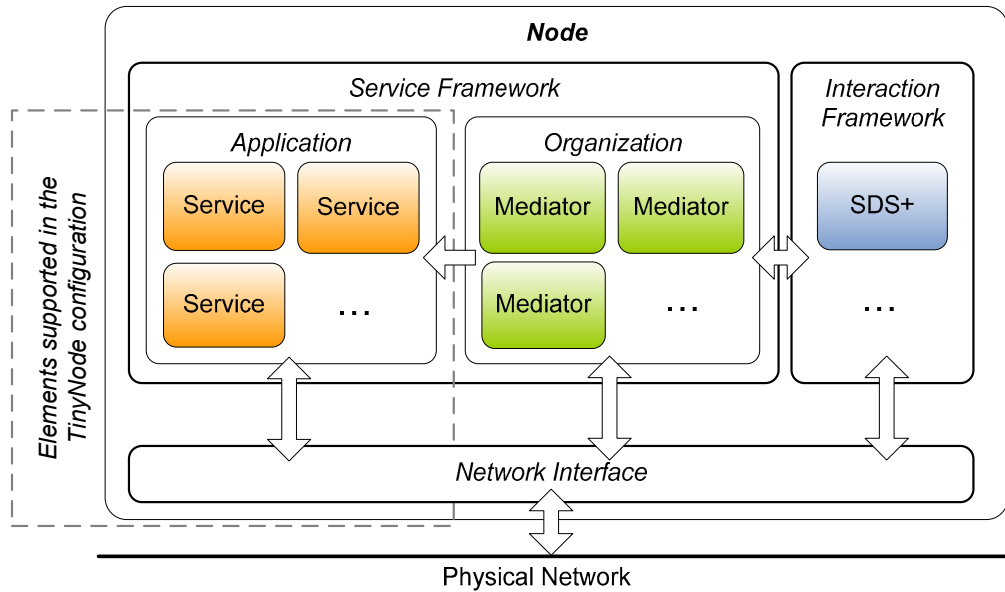 Node
Service Framework
Interaction
Framework
Elements supported in the
TinyNode configuration
Application
Service
Service
Service
...
Organization
Mediator
Mediator
Mediator
...
SDS+
...
Network Interface
Physical Network